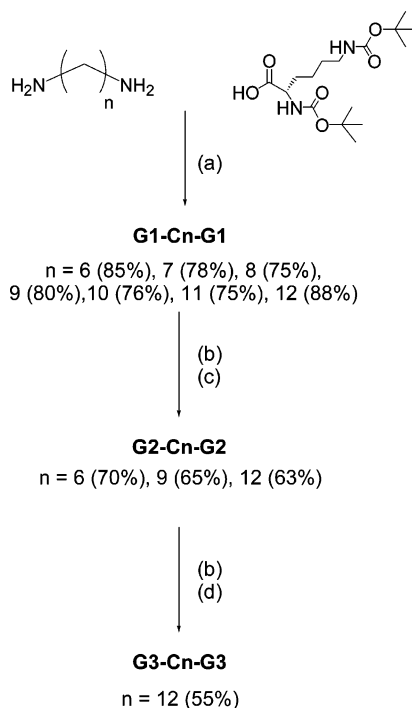 H2N NH2
n
HO O HN O O
NH O O
(a)
G1-Cn-G1
n = 6 (85%), 7 (78%), 8 (75%),
9 (80%),10 (76%), 11 (75%), 12 (88%)
(b)
(c)
G2-Cn-G2
n = 6 (70%), 9 (65%), 12 (63%)
(b)
(d)
G3-Cn-G3
n = 12 (55%)